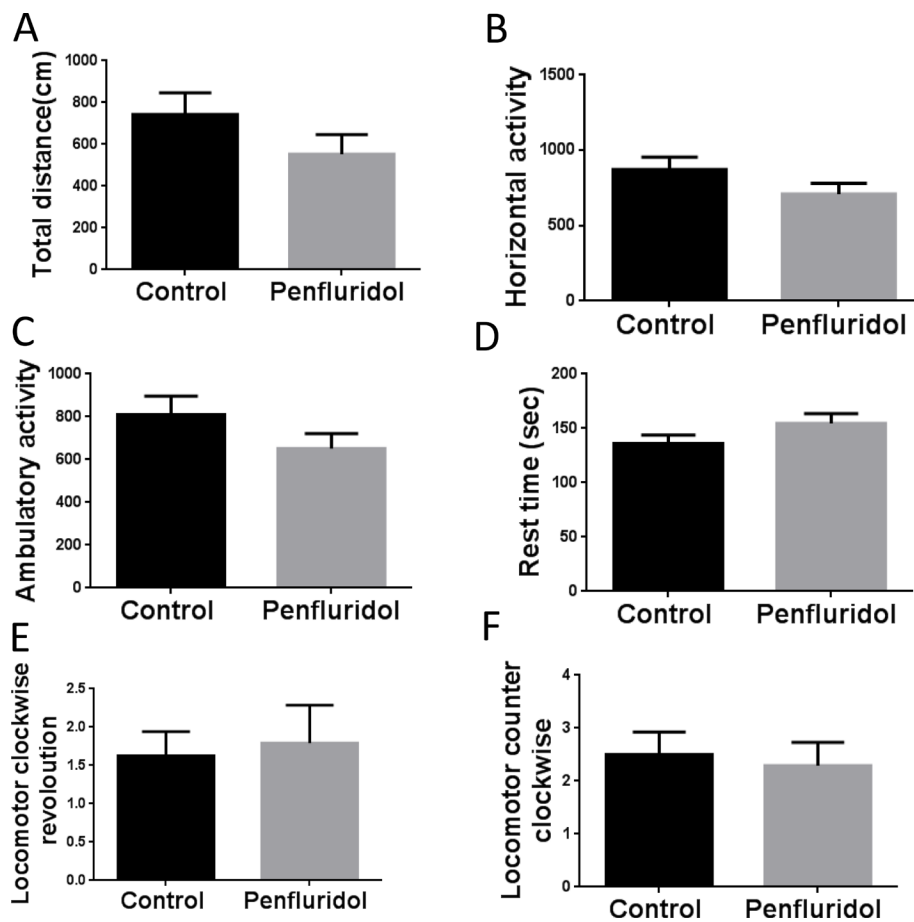 A
Total distance(cm)
1000
800
600
400
200
0
Control Penfluridol
B
Horizontal activity
1500
1000
500
0
Control Penfluridol
C
Ambulatory activity
1000
800
600
400
200
0
Control Penfluridol
D
Rest time (sec)
200
150
100
50
0
Control Penfluridol
E
Locomotor clockwise
revoloution
2.5
2.0
1.5
1.0
0.5
0.0
Control Penfluridol
F
Locomotor counter
clockwise
4
3
2
1
0
Control Penfluridol